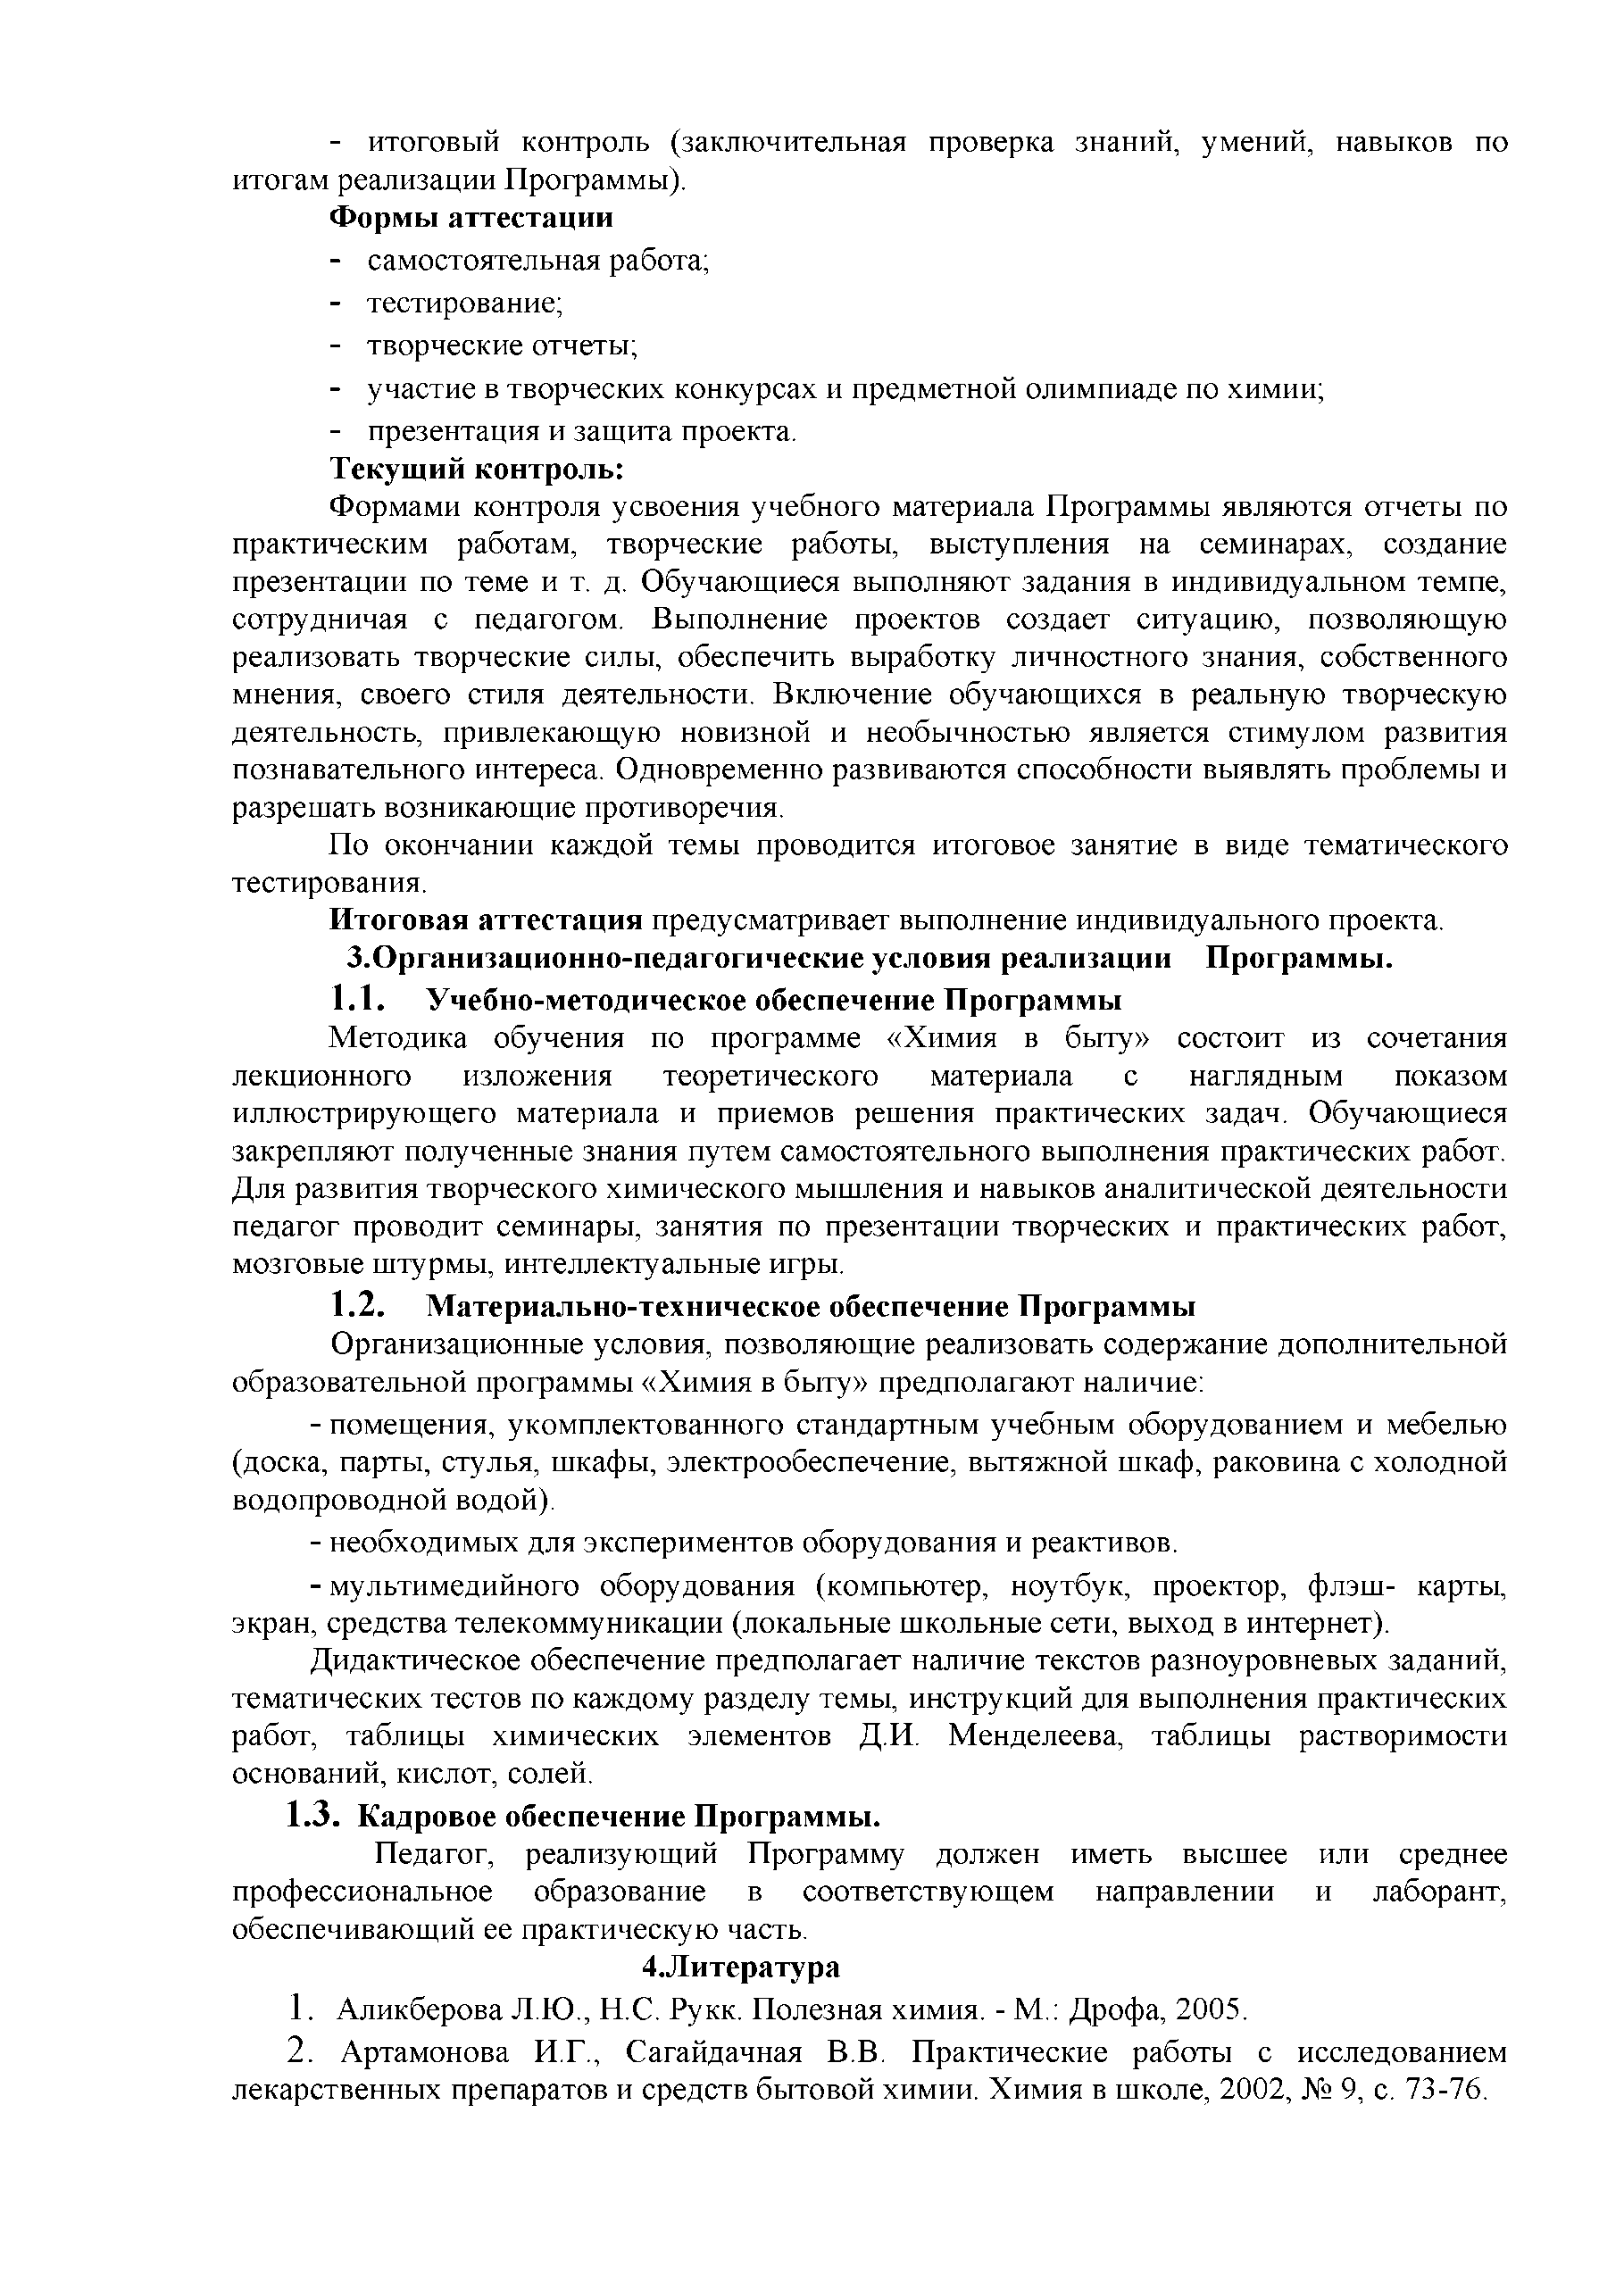 - итоговый контроль (заключительная проверка знаний, умений, навыков по
итогам реализации Программы).
Формы аттестации
- самостоятельная работа;
- тестирование;
- творческие отчеты;
- участие в творческих конкурсах и предметной олимпиаде по химии;
- презентация и защита проекта.
Текущий контроль:
Формами контроля усвоения учебного материала Программы являются отчеты по
практическим работам, творческие работы, выступления на семинарах, создание
презентации по теме и т. д. Обучающиеся выполняют задания в индивидуальном темпе,
сотрудничая с педагогом. Выполнение проектов создает ситуацию, позволяющую
реализовать творческие силы, обеспечить выработку личностного знания, собственного
мнения, своего стиля деятельности. Включение обучающихся в реальную творческую
деятельность, привлекающую новизной и необычностью является стимулом развития
познавательного интереса. Одновременно развиваются способности выявлять проблемы и
разрешать возникающие противоречия.
По окончании каждой темы проводится итоговое занятие в виде тематического
тестирования.
Итоговая аттестация предусматривает выполнение индивидуального проекта.
3.Организационно-педагогические условия реализации Программы.
1.1. Учебно-методическое обеспечение Программы
Методика обучения по программе «Химия в быту» состоит из сочетания
лекционного изложения теоретического материала с наглядным показом
иллюстрирующего материала и приемов решения практических задач. Обучающиеся
закрепляют полученные знания путем самостоятельного выполнения практических работ.
Для развития творческого химического мышления и навыков аналитической деятельности
педагог проводит семинары, занятия по презентации творческих и практических работ,
мозговые штурмы, интеллектуальные игры.
1.2. Материально-техническое обеспечение Программы
Организационные условия, позволяющие реализовать содержание дополнительной
образовательной программы «Химия в быту» предполагают наличие:
- помещения, укомплектованного стандартным учебным оборудованием и мебелью
(доска, парты, стулья, шкафы, электрообеспечение, вытяжной шкаф, раковина с холодной
водопроводной водой).
- необходимых для экспериментов оборудования и реактивов.
- мультимедийного оборудования (компьютер, ноутбук, проектор, флэш- карты,
экран, средства телекоммуникации (локальные школьные сети, выход в интернет).
Дидактическое обеспечение предполагает наличие текстов разноуровневых заданий,
тематических тестов по каждому разделу темы, инструкций для выполнения практических
работ, таблицы химических элементов Д.И. Менделеева, таблицы растворимости
оснований, кислот, солей.
1.3. Кадровое обеспечение Программы.
Педагог, реализующий Программу должен иметь высшее или среднее
профессиональное образование в соответствующем направлении и лаборант,
обеспечивающий ее практическую часть.
4.Литература
1. Аликберова Л.Ю., Н.С. Рукк. Полезная химия. - М.: Дрофа, 2005.
2. Артамонова И.Г., Сагайдачная В.В. Практические работы с исследованием
лекарственных препаратов и средств бытовой химии. Химия в школе, 2002, № 9, с. 73-76.